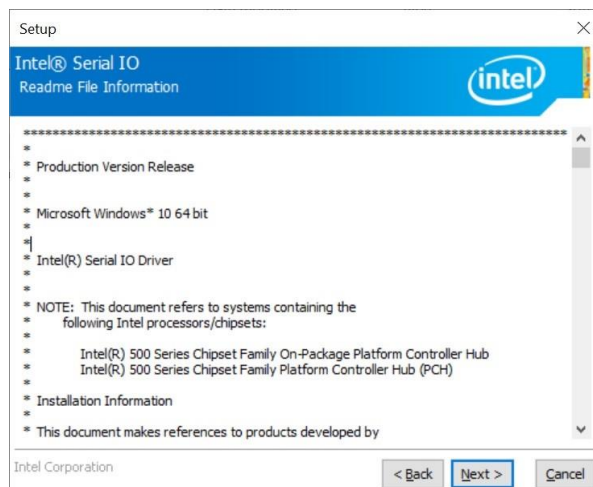 Setup
Intel® Serial IO
Readme File Information
intel
*******************************************************************************
*
* Production Version Release
*
*
* Microsoft Windows* 10 64 bit
*
*
* Intel(R) Serial IO Driver
*
*
* NOTE: This document refers to systems containing the
* following Intel processors/chipsets:
*
* Intel(R) 500 Series Chipset Family On-Package Platform Controller Hub
* Intel(R) 500 Series Chipset Family Platform Controller Hub (PCH)
*
* Installation Information
*
* This document makes references to products developed by
Intel Corporation
< Back Next > Cancel